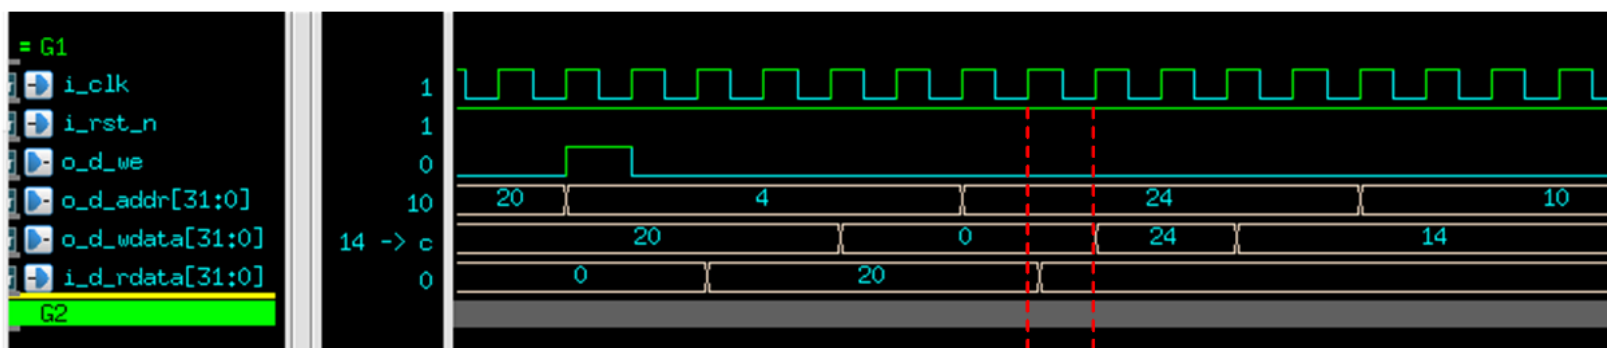 = G1
i_clk 1
i_rst_n 1
o_d_we 0
o_d_addr[31:0] 10 20 4 24 10
o_d_wdata[31:0] 14 -> c 20 0 24 14
i_d_rdata[31:0] 0 0 20
G2